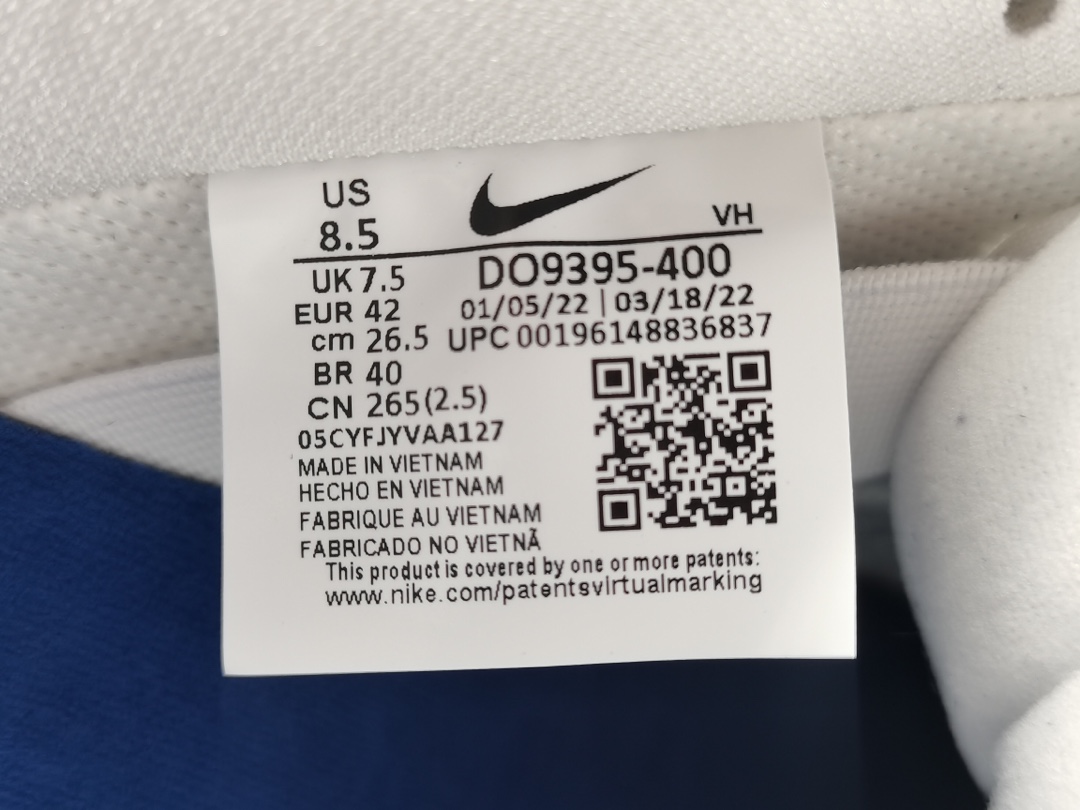 US
8.5
VH
UK 7.5
EUR 42
cm 26.5
BR 40
CN 265(2.5)
DO9395-400
01/05/22 | 03/18/22
UPC 00196148836837
05CYFJYVAA127
MADE IN VIETNAM
HECHO EN VIETNAM
FABRIQUE AU VIETNAM
FABRICADO NO VIETNÃ
This product is covered by one or more patents:
www.nike.com/patentsvirtualmarking